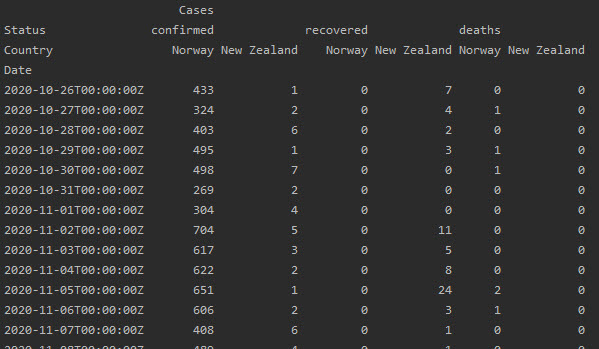 Cases
Status confirmed recovered deaths
Country Norway New Zealand Norway New Zealand Norway New Zealand
Date
2020-10-26T00:00:00Z 433 1 0 7 0 0
2020-10-27T00:00:00Z 324 2 0 4 1 0
2020-10-28T00:00:00Z 403 6 0 2 0 0
2020-10-29T00:00:00Z 495 1 0 3 1 0
2020-10-30T00:00:00Z 498 7 0 0 1 0
2020-10-31T00:00:00Z 269 2 0 0 0 0
2020-11-01T00:00:00Z 304 4 0 0 0 0
2020-11-02T00:00:00Z 704 5 0 11 0 0
2020-11-03T00:00:00Z 617 3 0 5 0 0
2020-11-04T00:00:00Z 622 2 0 8 0 0
2020-11-05T00:00:00Z 651 1 0 24 2 0
2020-11-06T00:00:00Z 606 2 0 3 1 0
2020-11-07T00:00:00Z 408 6 0 1 0 0